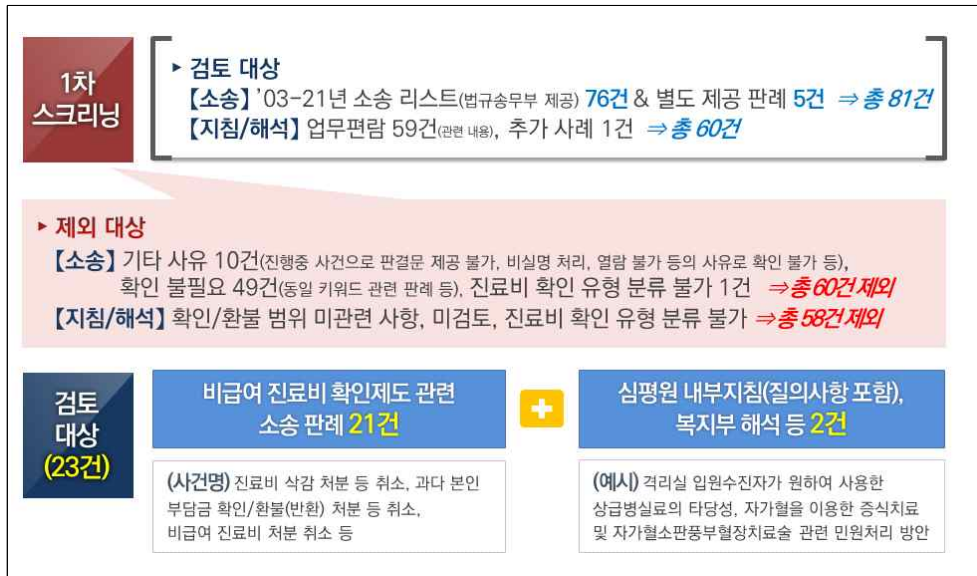 1차
스크리닝
▸ 검토 대상
【소송】 '03-21년 소송 리스트(법규송무부 제공) 76건 & 별도 제공 판례 5건 ⇒ 총 81건
【지침/해석】 업무편람 59건(관련 내용), 추가 사례 1건 ⇒ 총 60건
▸ 제외 대상
【소송】 기타 사유 10건(진행중 사건으로 판결문 제공 불가, 비실명 처리, 열람 불가 등의 사유로 확인 불가 등),
확인 불필요 49건(동일 키워드 관련 판례 등), 진료비 확인 유형 분류 불가 1건 ⇒ 총 60건 제외
【지침/해석】 확인/환불 범위 미관련 사항, 미검토, 진료비 확인 유형 분류 불가 ⇒ 총 58건 제외
검토
대상
(23건)
비급여 진료비 확인제도 관련
소송 판례 21건
(사건명) 진료비 삭감 처분 등 취소, 과다 본인
부담금 확인/환불(반환) 처분 등 취소,
비급여 진료비 처분 취소 등
+
심평원 내부지침(질의사항 포함),
복지부 해석 등 2건
(예시) 격리실 입원수진자가 원하여 사용한
상급병실료의 타당성, 자가혈을 이용한 증식치료
및 자가혈소판풍부혈장치료술 관련 민원처리 방안